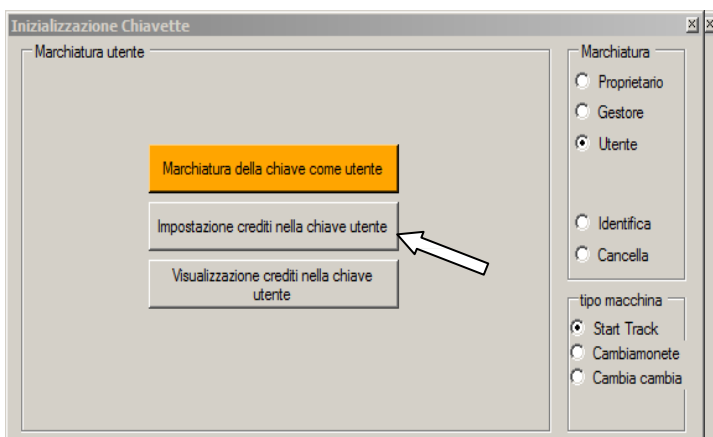 Inizializzazione Chiavette
Marchiatura utente
Marchiatura della chiave come utente
Impostazione crediti nella chiave utente
Visualizzazione crediti nella chiave
utente
Marchiatura
Proprietario
Gestore
Utente
Identifica
Cancella
tipo macchina
Start Track
Cambiamonete
Cambia cambia